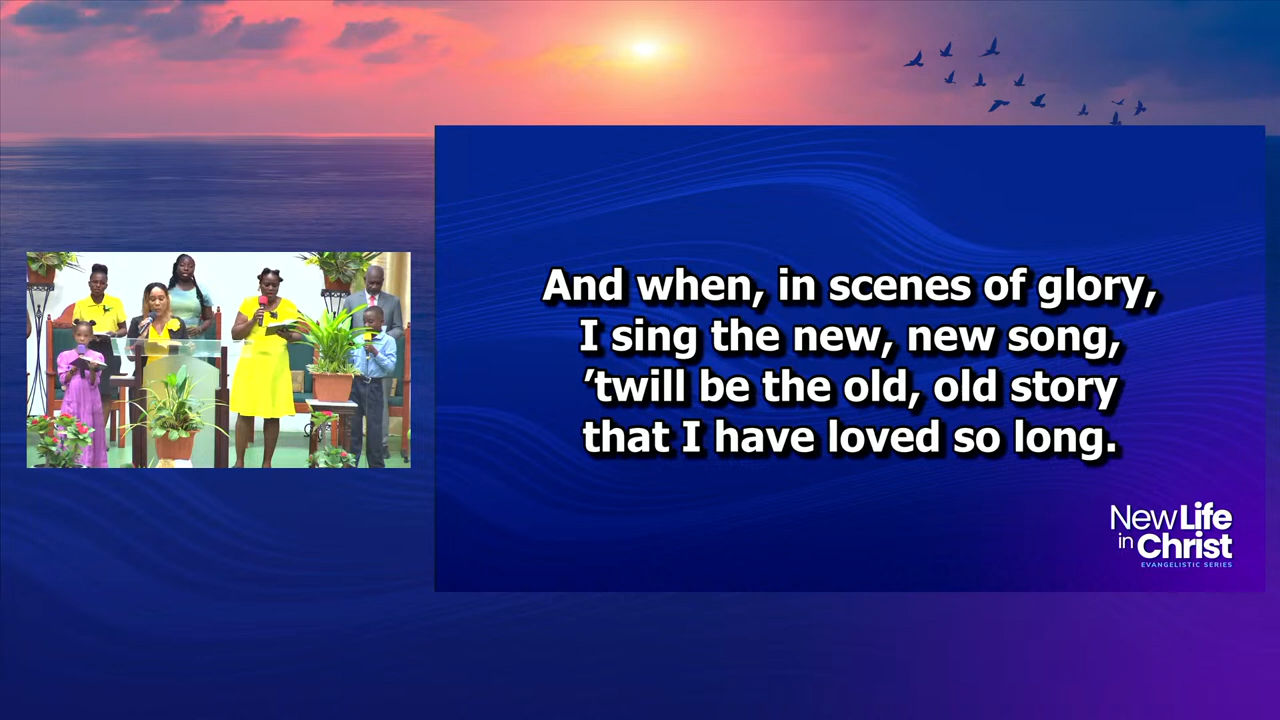 And when, in scenes of glory,
I sing the new, new song,
’twill be the old, old story
that I have loved so long.
New Life
in Christ
EVANGELISTIC SERIES